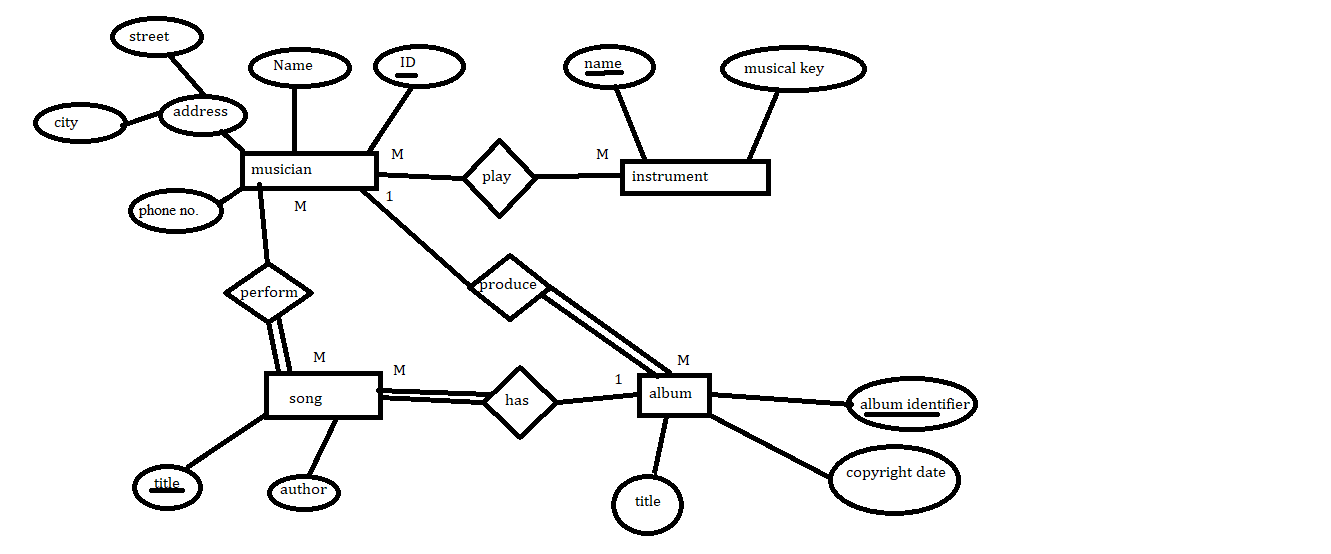 street
Name
ID
name
musical key
city
address
musician
M
play
M
instrument
phone no.
M
1
perform
produce
M
M
1
M
song
has
album
album identifier
title
author
title
copyright date